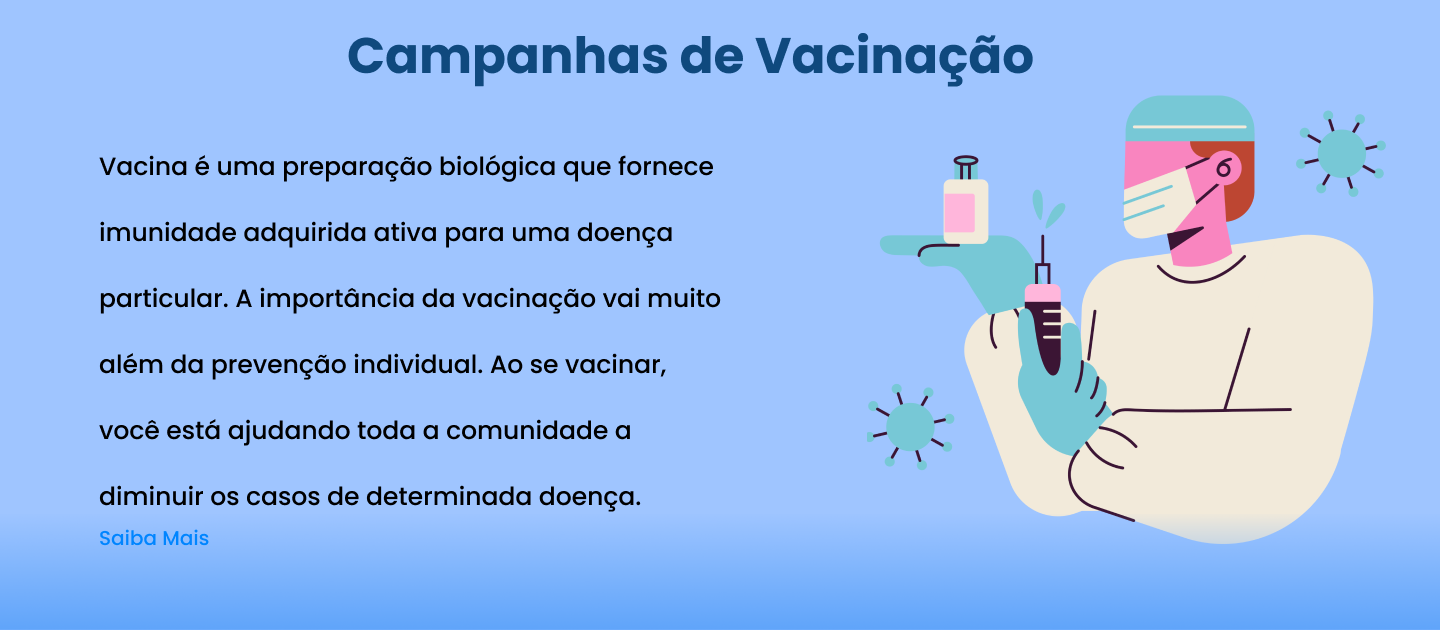 Campanhas de Vacinação
Vacina é uma preparação biológica que fornece
imunidade adquirida ativa para uma doença
particular. A importância da vacinação vai muito
além da prevenção individual. Ao se vacinar,
você está ajudando toda a comunidade a
diminuir os casos de determinada doença.
Saiba Mais